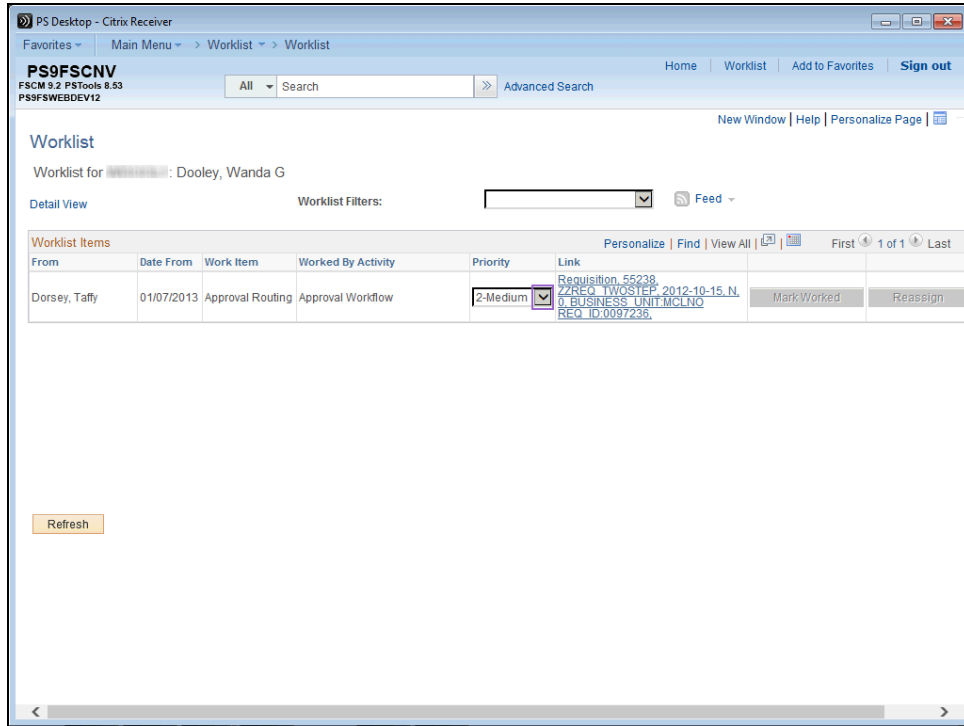 PS Desktop - Citrix Receiver
Favorites Main Menu > Worklist > Worklist
PS9FSCNV
FSCM 9.2 PSTools 8.53
PS9FSWEBDEV12
Home Worklist Add to Favorites Sign out
All Search Advanced Search
New Window | Help | Personalize Page |
Worklist
Worklist for : Dooley, Wanda G
Detail View Worklist Filters: Feed
Worklist Items Personalize | Find | View All | | First 1 of 1 Last
From Date From Work Item Worked By Activity Priority Link
Dorsey, Taffy 01/07/2013 Approval Routing Approval Workflow 2-Medium
Requisition, 55238,
ZZREQ_TWOSTEP, 2012-10-15, N,
0, BUSINESS_UNIT:MCLNO
REQ_ID:0097236,
Mark Worked Reassign
Refresh